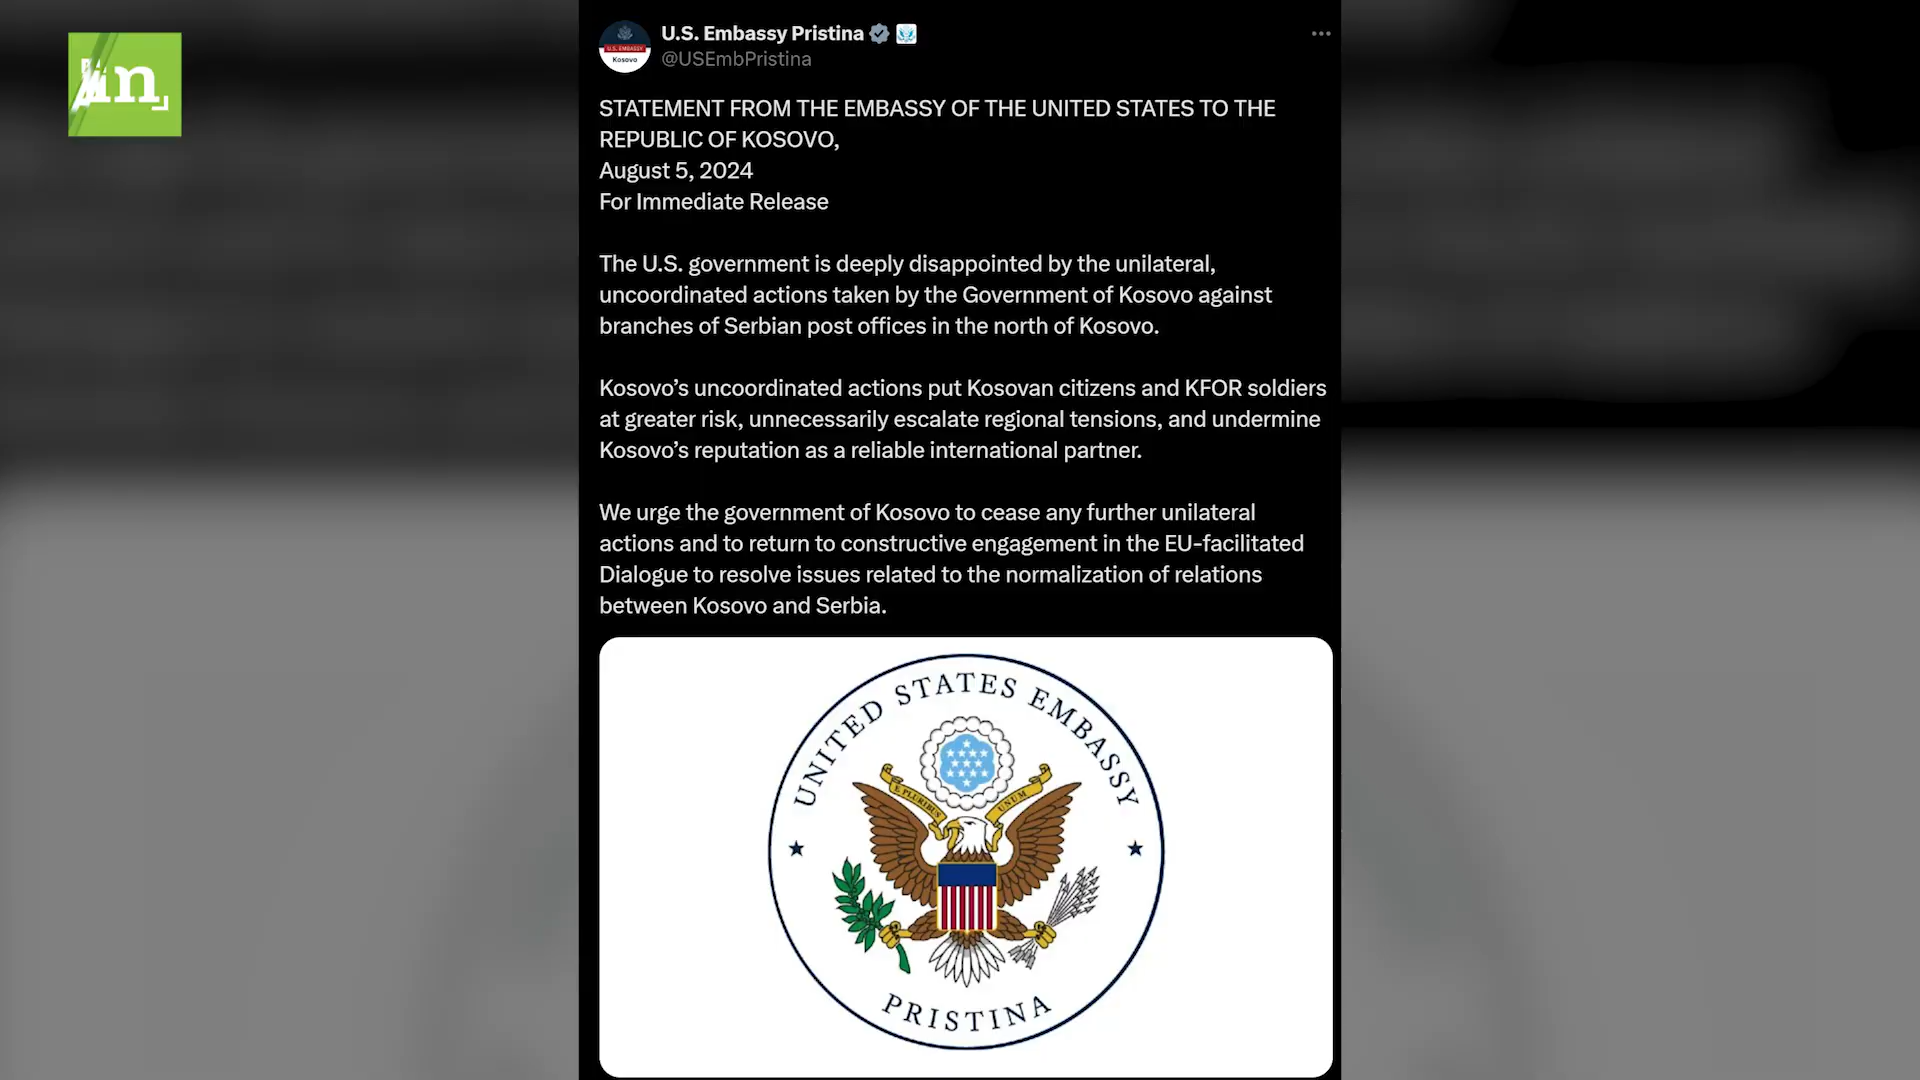 n
U.S. Embassy Pristina
@USEmbPristina
U.S. EMBASSY
Kosovo
STATEMENT FROM THE EMBASSY OF THE UNITED STATES TO THE
REPUBLIC OF KOSOVO,
August 5, 2024
For Immediate Release
The U.S. government is deeply disappointed by the unilateral,
uncoordinated actions taken by the Government of Kosovo against
branches of Serbian post offices in the north of Kosovo.
Kosovo’s uncoordinated actions put Kosovan citizens and KFOR soldiers
at greater risk, unnecessarily escalate regional tensions, and undermine
Kosovo’s reputation as a reliable international partner.
We urge the government of Kosovo to cease any further unilateral
actions and to return to constructive engagement in the EU-facilitated
Dialogue to resolve issues related to the normalization of relations
between Kosovo and Serbia.
UNITED STATES EMBASSY
E PLURIBUS UNUM
PRISTINA